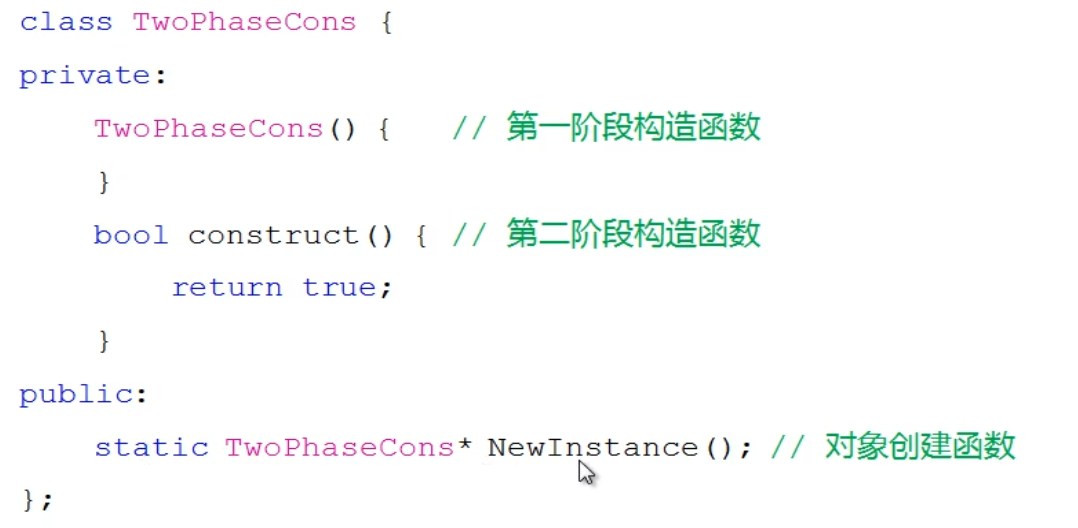 class TwoPhaseCons {
private:
    TwoPhaseCons() {    // 第一阶段构造函数
    }
    bool construct() { // 第二阶段构造函数
        return true;
    }
public:
    static TwoPhaseCons* NewInstance(); // 对象创建函数
};